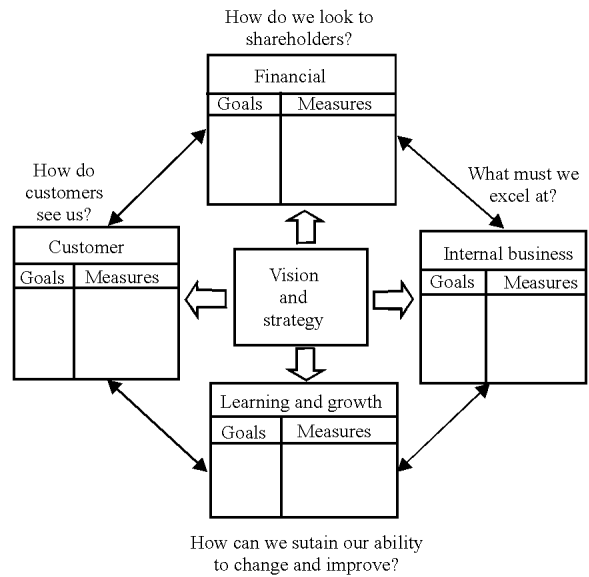 How do we look to
shareholders?
Financial
Goals Measures
How do
customers
see us?
What must we
excel at?
Customer
Goals Measures
Vision
and
strategy
Internal business
Goals Measures
Learning and growth
Goals Measures
How can we sutain our ability
to change and improve?